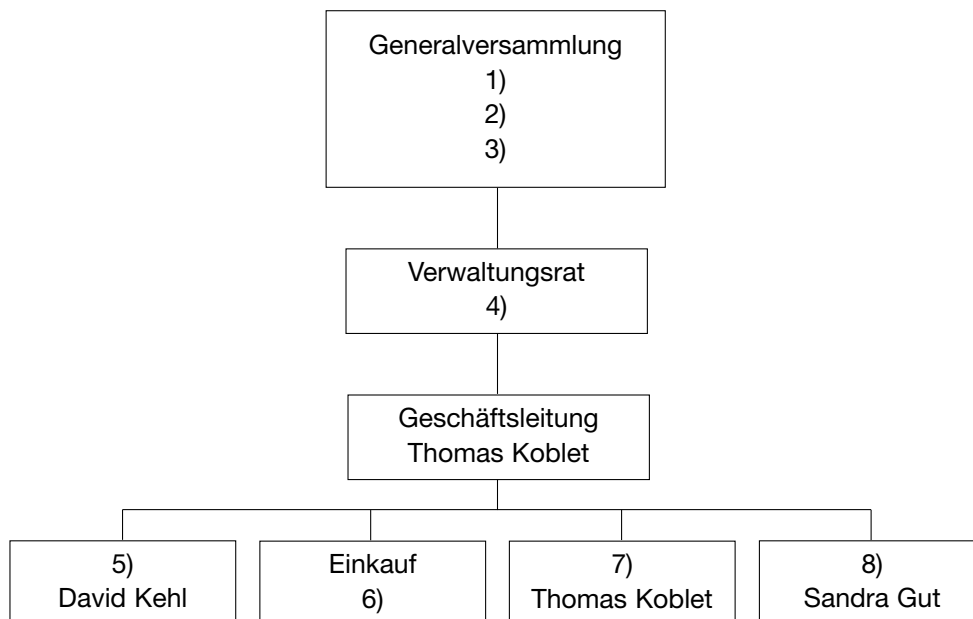 Generalversammlung
1)
2)
3)
Verwaltungsrat
4)
Geschäftsleitung
Thomas Koblet
5)
David Kehl
Einkauf
6)
7)
Thomas Koblet
8)
Sandra Gut